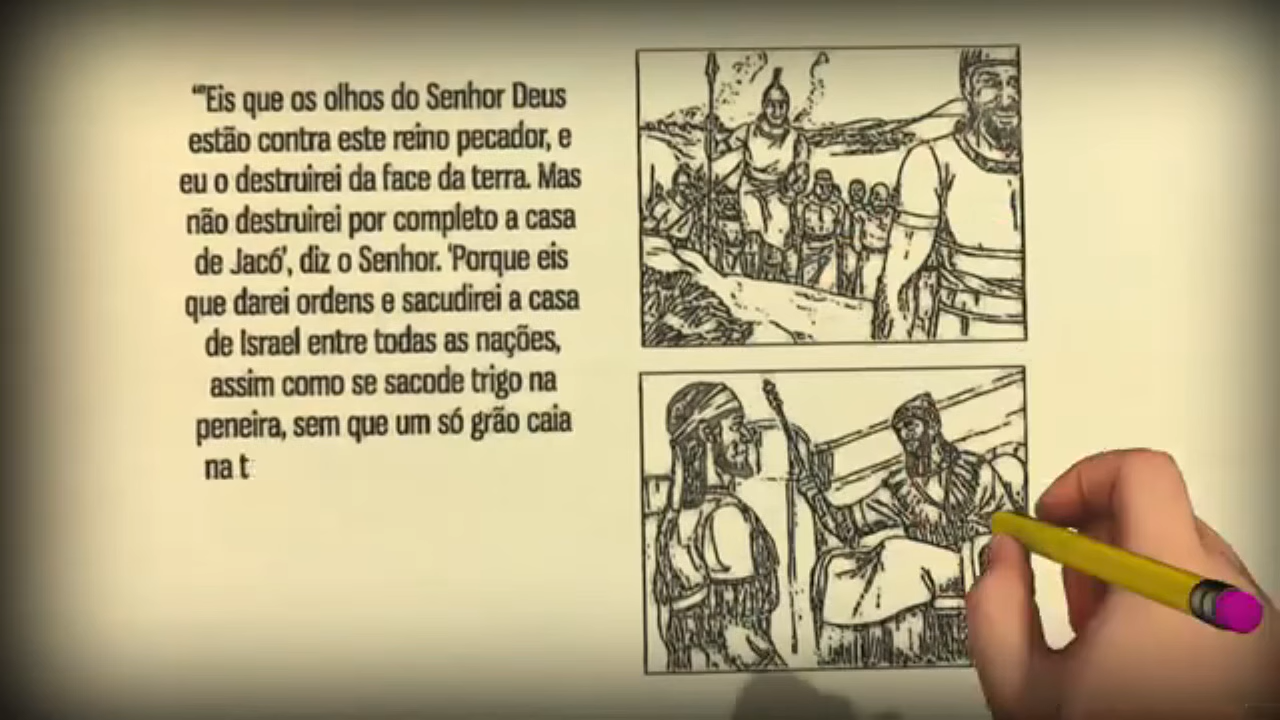 “‘Eis que os olhos do Senhor Deus
estão contra este reino pecador, e
eu o destruirei da face da terra. Mas
não destruirei por completo a casa
de Jacó’, diz o Senhor. ‘Porque eis
que darei ordens e sacudirei a casa
de Israel entre todas as nações,
assim como se sacode trigo na
peneira, sem que um só grão caia
na t